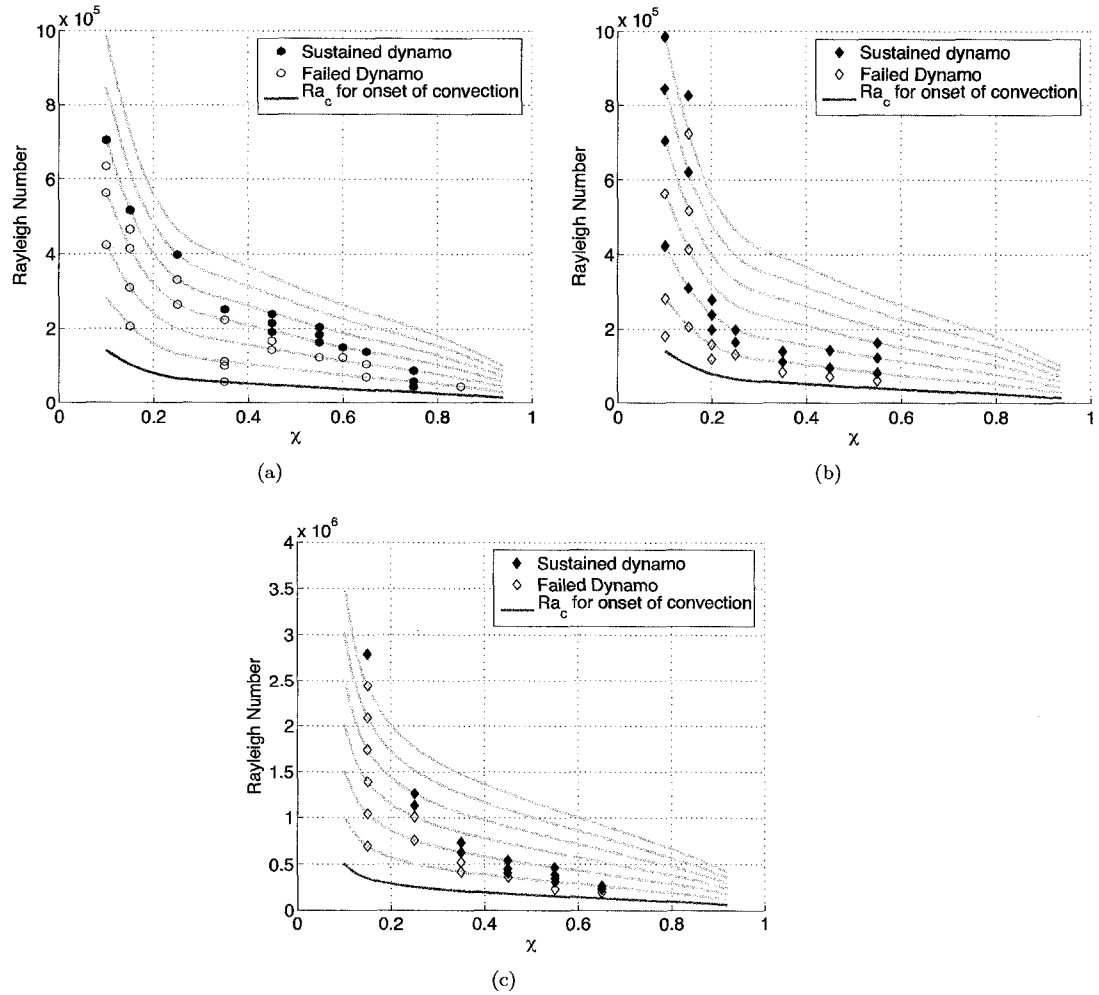 x 10^5
10
8
6
4
2
0
Rayleigh Number
Sustained dynamo
Failed Dynamo
Ra_c for onset of convection
0 0.2 0.4 0.6 0.8 1
χ
(a)
x 10^5
10
8
6
4
2
0
Rayleigh Number
Sustained dynamo
Failed Dynamo
Ra_c for onset of convection
0 0.2 0.4 0.6 0.8 1
χ
(b)
x 10^6
4
3.5
3
2.5
2
1.5
1
0.5
0
Rayleigh Number
Sustained dynamo
Failed Dynamo
Ra_c for onset of convection
0 0.2 0.4 0.6 0.8 1
χ
(c)